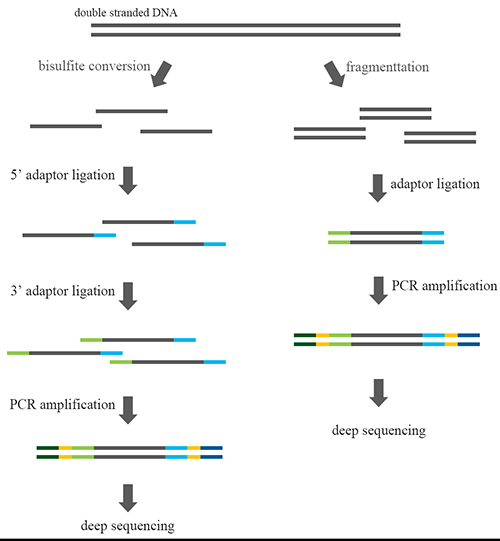 double stranded DNA
bisulfite conversion
fragmenttation
5’ adaptor ligation
adaptor ligation
3’ adaptor ligation
PCR amplification
PCR amplification
deep sequencing
deep sequencing